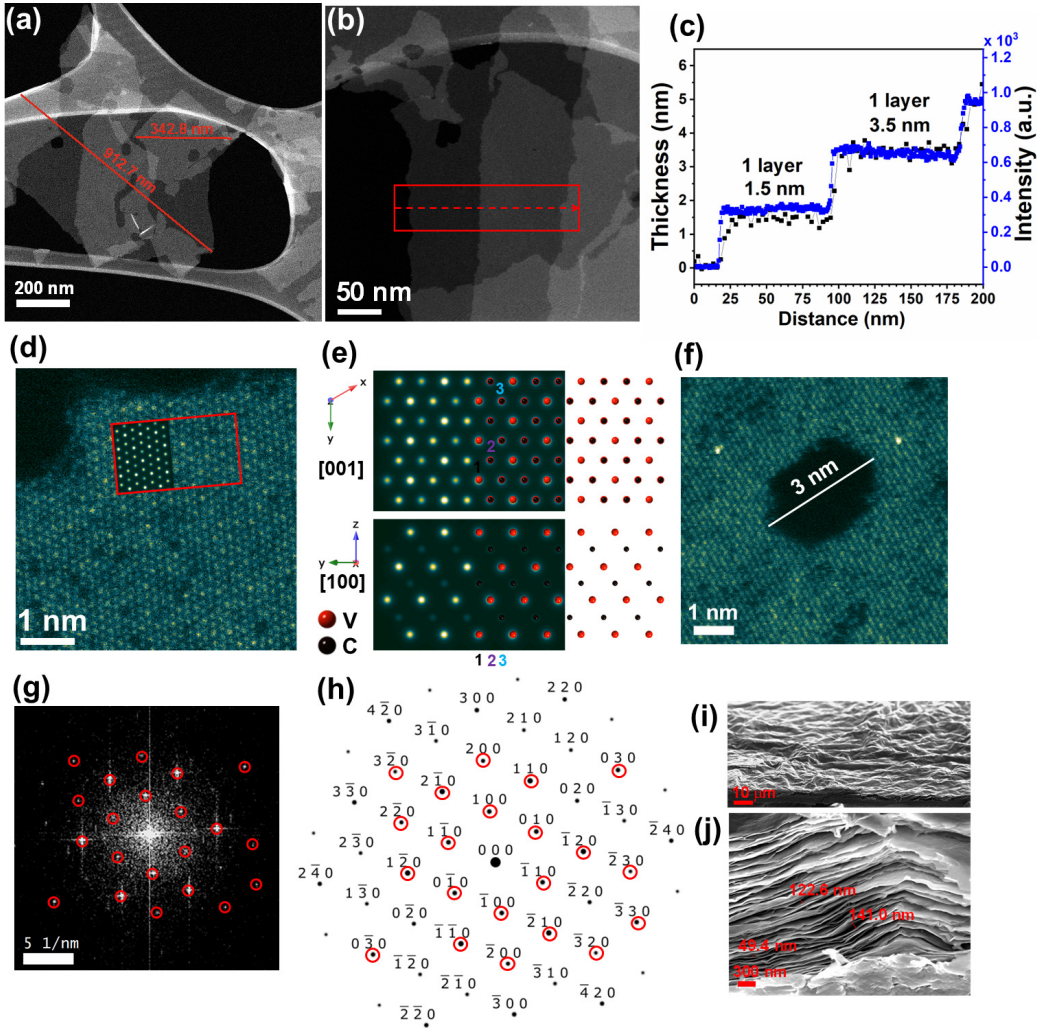 (a)
342.8 nm
912.7 nm
200 nm
(b)
50 nm
(c)
x 10³
Thickness (nm)
6
5
4
3
2
1
0
1 layer
3.5 nm
1 layer
1.5 nm
1.0
0.8
0.6
0.4
0.2
0.0
Intensity (a.u.)
0 25 50 75 100 125 150 175 200
Distance (nm)
(d)
1 nm
(e)
x
z
y
[001]
3
2
1
z
y
x
[100]
V
C
1 2 3
(f)
3 nm
1 nm
(g)
5 1/nm
(h)
2 2 0
3 0 0
4 2̅ 0
2 1 0
3 1̅ 0
1 2 0
2 0 0
0 3 0
3 2̅ 0
1 1 0
2 1̅ 0
0 2 0
3 3̅ 0
1 0 0
1̅ 3 0
2 2̅ 0
0 1 0
1̅ 2 0
2̅ 4 0
1 1̅ 0
0 0 0
2 3̅ 0
2̅ 3 0
1 2̅ 0
1̅ 1 0
2 4̅ 0
2̅ 2 0
0 1̅ 0
1 3̅ 0
1̅ 0 0
3̅ 3 0
0 2̅ 0
2̅ 1 0
1̅ 1̅ 0
3̅ 2 0
0 3̅ 0
2̅ 0 0
1̅ 2̅ 0
3̅ 1 0
2̅ 1̅ 0
4̅ 2 0
3̅ 0 0
2̅ 2̅ 0
(i)
10 µm
(j)
122.6 nm
141.0 nm
49.4 nm
300 nm